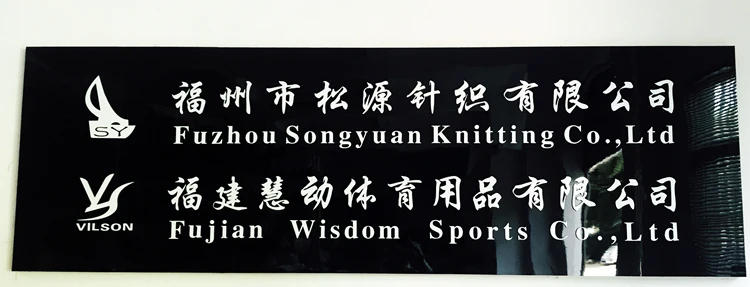 SY
福州市松源针织有限公司
Fuzhou Songyuan Knitting Co.,Ltd
VILSON
福建慧动体育用品有限公司
Fujian Wisdom Sports Co.,Ltd